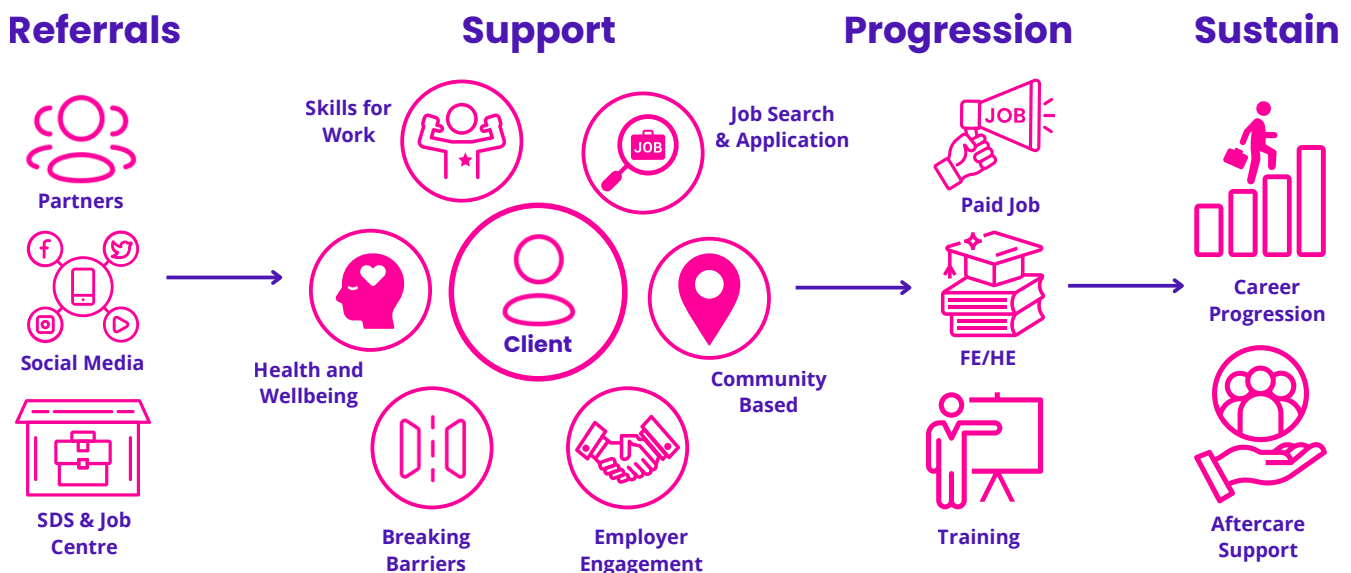 Referrals
Support
Progression
Sustain
Partners
Social Media
SDS & Job
Centre
Skills for
Work
JOB
Job Search
& Application
Health and
Wellbeing
Client
Community
Based
Breaking
Barriers
Employer
Engagement
JOB
Paid Job
FE/HE
Training
Career
Progression
Aftercare
Support